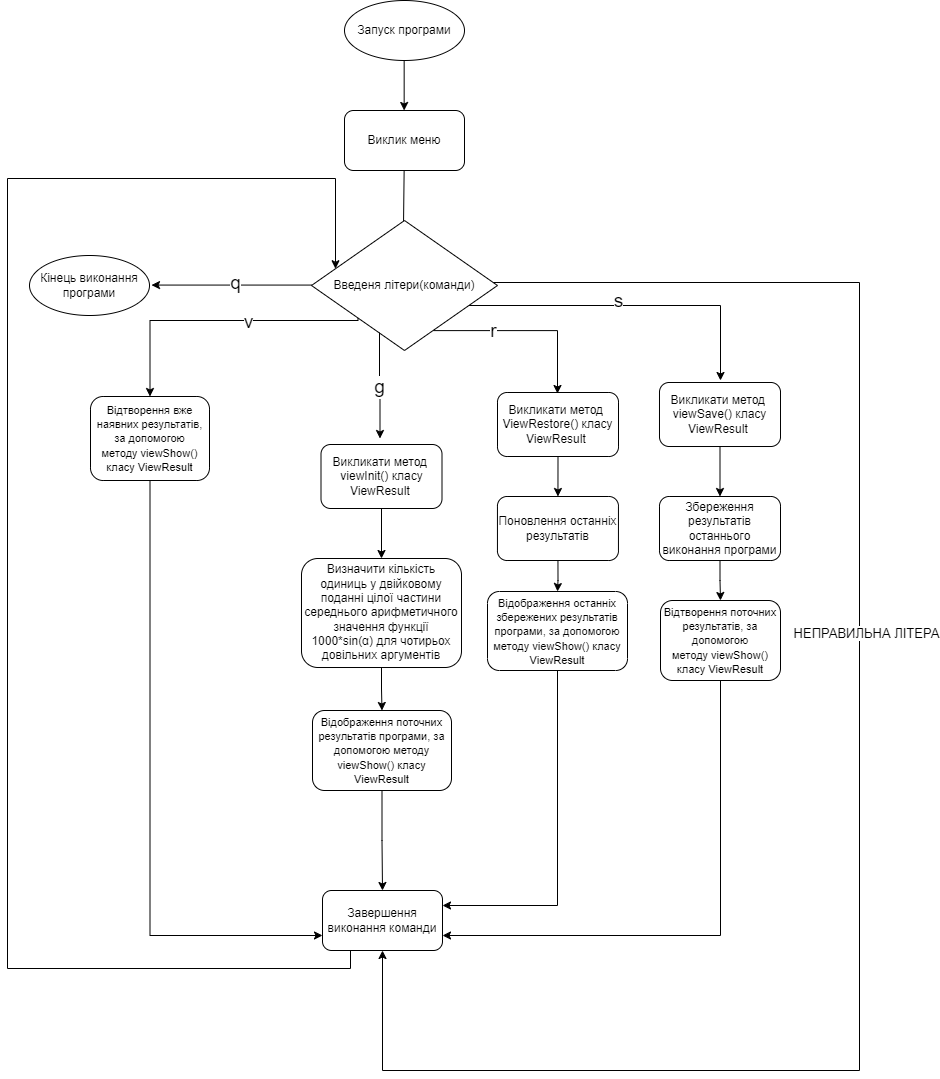 Запуск програми
Виклик меню
Введеня літери(команди)
Кінець виконання
програми
q
v
g
r
s
Відтворення вже
наявних результатів,
за допомогою
методу viewShow()
класу ViewResult
Викликати метод
viewInit() класу
ViewResult
Визначити кількість
одиниць у двійковому
поданні цілої частини
середнього арифметичного
значення функції
1000*sin(α) для чотирьох
довільних аргументів
Відображення поточних
результатів програми, за
допомогою методу
viewShow() класу
ViewResult
Викликати метод
ViewRestore() класу
ViewResult
Поновлення останніх
результатів
Відображення останніх
збережених результатів
програми, за допомогою
методу viewShow() класу
ViewResult
Викликати метод
viewSave() класу
ViewResult
Збереження
результатів
останнього
виконання програми
Відтворення поточних
результатів, за
допомогою
методу viewShow()
класу ViewResult
НЕПРАВИЛЬНА ЛІТЕРА
Завершення
виконання команди